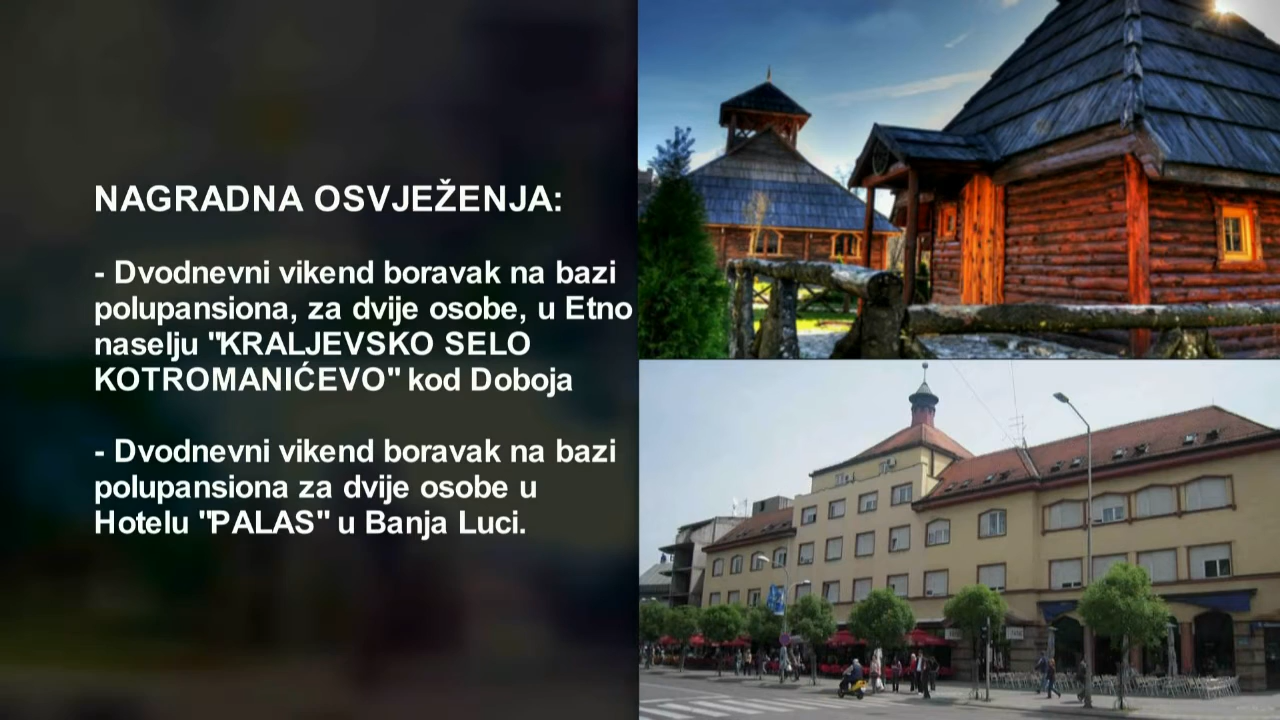 NAGRADNA OSVJEŽENJA:
- Dvodnevni vikend boravak na bazi
polupansiona, za dvije osobe, u Etno
naselju "KRALJEVSKO SELO
KOTROMANIĆEVO" kod Doboja
- Dvodnevni vikend boravak na bazi
polupansiona za dvije osobe u
Hotelu "PALAS" u Banja Luci.